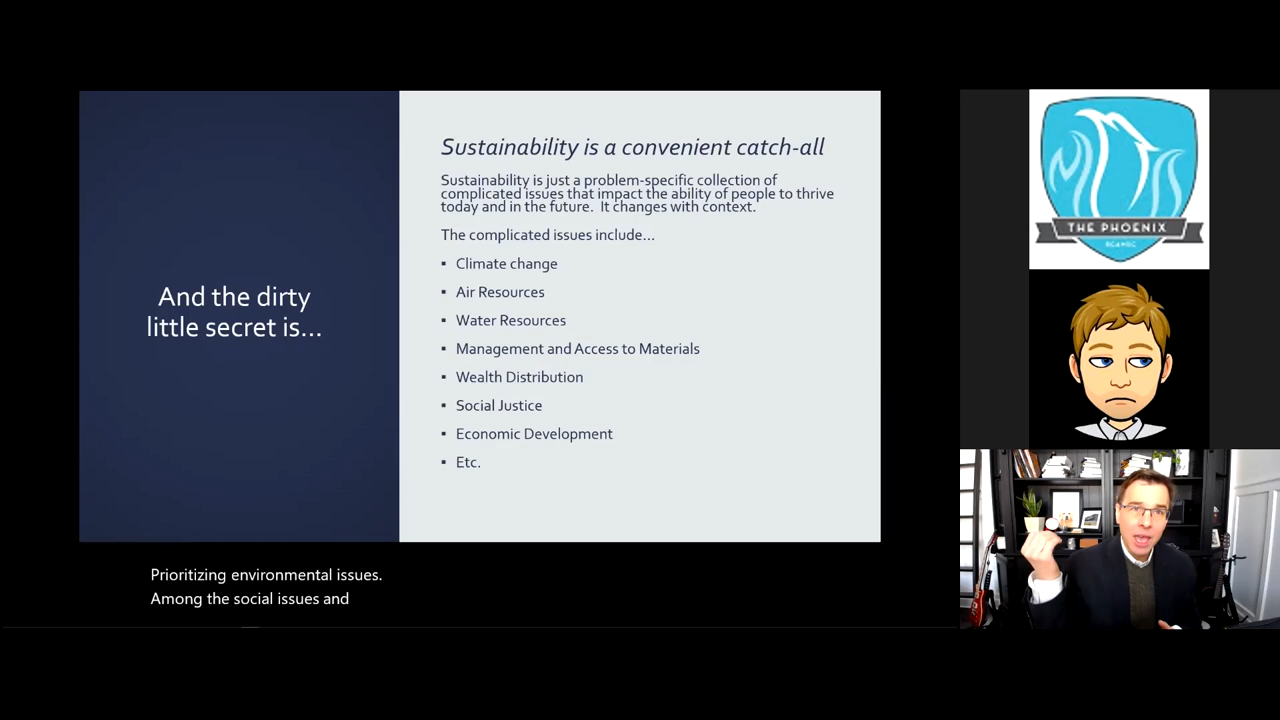 And the dirty
little secret is...
Sustainability is a convenient catch-all
Sustainability is just a problem-specific collection of
complicated issues that impact the ability of people to thrive
today and in the future.  It changes with context.
The complicated issues include...
▪ Climate change
▪ Air Resources
▪ Water Resources
▪ Management and Access to Materials
▪ Wealth Distribution
▪ Social Justice
▪ Economic Development
▪ Etc.
Prioritizing environmental issues.
Among the social issues and
THE PHOENIX